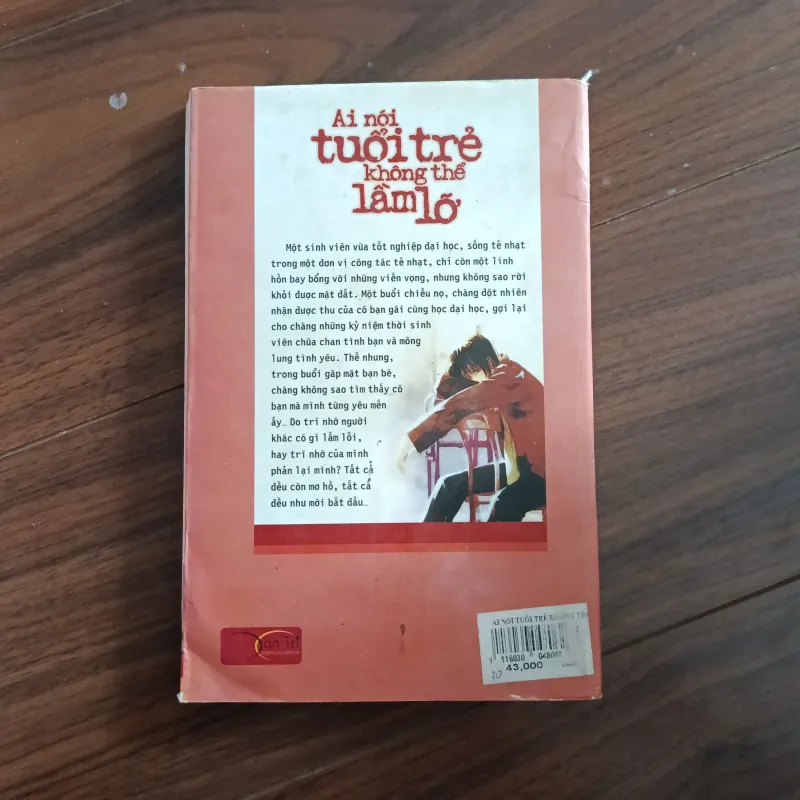 Ai nói
tuổi trẻ
không thể
lầm lỡ
Một sinh viên vừa tốt nghiệp đại học, sống tẻ nhạt
trong một đơn vị công tác tẻ nhạt, chỉ còn một linh
hồn bay bổng với những viễn vọng, nhưng không sao rời
khỏi được mặt đất. Một buổi chiều nọ, chàng đột nhiên
nhận được thư của cô bạn gái cùng học đại học, gợi lại
cho chàng những kỷ niệm thời sinh
viên chứa chan tình bạn và mông
lung tình yêu. Thế nhưng,
trong buổi gặp mặt bạn bè,
chàng không sao tìm thấy cô
bạn mà mình từng yêu mến
ấy… Do trí nhớ người
khác có gì lầm lỗi,
hay trí nhớ của mình
phản lại mình? Tất cả
đều còn mơ hồ, tất cả
đều như mới bắt đầu…
Dan Tri
AI NÓI TUỔI TRẺ KHÔNG THỂ
43,000